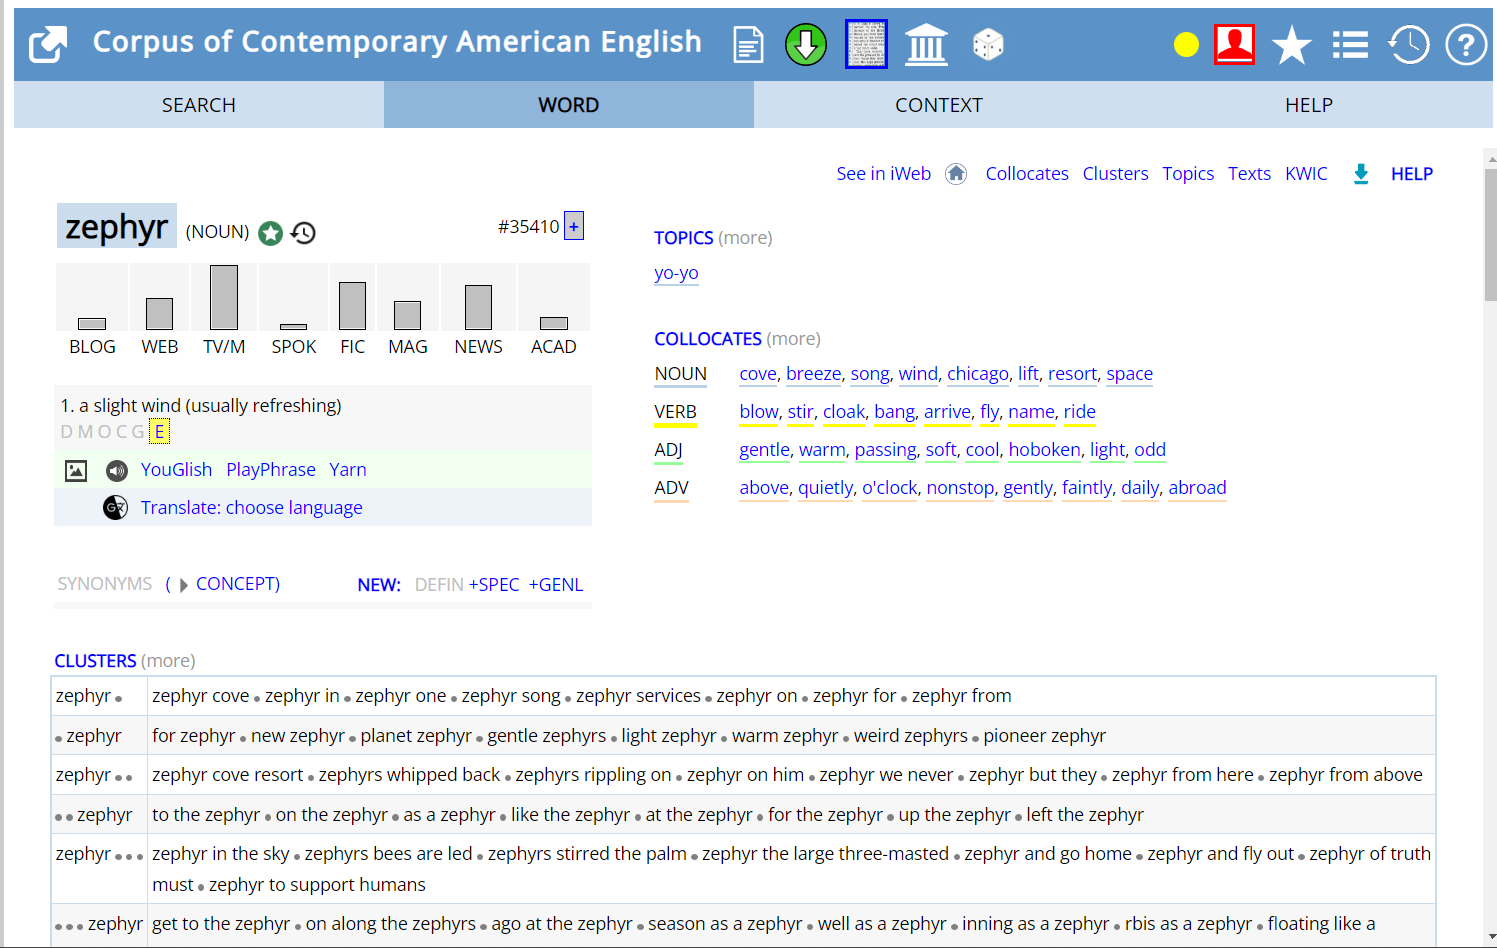 Corpus of Contemporary American English
SEARCH WORD CONTEXT HELP
See in iWeb Collocates Clusters Topics Texts KWIC HELP
zephyr (NOUN) #35410 +
BLOG WEB TV/M SPOK FIC MAG NEWS ACAD
1. a slight wind (usually refreshing)
D M O C G E
YouGlish PlayPhrase Yarn
Translate: choose language
SYNONYMS ( CONCEPT) NEW: DEFIN +SPEC +GENL
TOPICS (more)
yo-yo
COLLOCATES (more)
NOUN cove, breeze, song, wind, chicago, lift, resort, space
VERB blow, stir, cloak, bang, arrive, fly, name, ride
ADJ gentle, warm, passing, soft, cool, hoboken, light, odd
ADV above, quietly, o'clock, nonstop, gently, faintly, daily, abroad
CLUSTERS (more)
zephyr • zephyr cove • zephyr in • zephyr one • zephyr song • zephyr services • zephyr on • zephyr for • zephyr from
• zephyr for zephyr • new zephyr • planet zephyr • gentle zephyrs • light zephyr • warm zephyr • weird zephyrs • pioneer zephyr
zephyr • • zephyr cove resort • zephyrs whipped back • zephyrs rippling on • zephyr on him • zephyr we never • zephyr but they • zephyr from here • zephyr from above
• • zephyr to the zephyr • on the zephyr • as a zephyr • like the zephyr • at the zephyr • for the zephyr • up the zephyr • left the zephyr
zephyr • • • zephyr in the sky • zephyrs bees are led • zephyrs stirred the palm • zephyr the large three-masted • zephyr and go home • zephyr and fly out • zephyr of truth
must • zephyr to support humans
• • • zephyr get to the zephyr • on along the zephyrs • ago at the zephyr • season as a zephyr • well as a zephyr • inning as a zephyr • rbis as a zephyr • floating like a